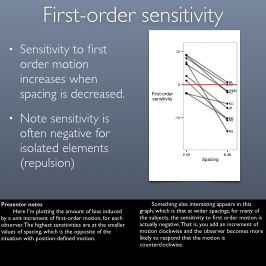 First-order sensitivity
• Sensitivity to first
order motion
increases when
spacing is decreased.
• Note sensitivity is
often negative for
isolated elements
(repulsion)
First-order
sensitivity
10
0
Spacing
Presenter notes
Here I'm plotting the amount of bias induced
by a unit increment of first-order motion, for each
observer. The highest sensitivities are at the smaller
values of spacing, which is the opposite of the
situation with position-defined motion.
Something else interesting appears in this
graph, which is that at wider spacings, for many of
the subjects, the sensitivity to first order motion is
actually negative. That is, you add an increment of
motion clockwise and the observer becomes more
likely to respond that the motion is
counterclockwise.